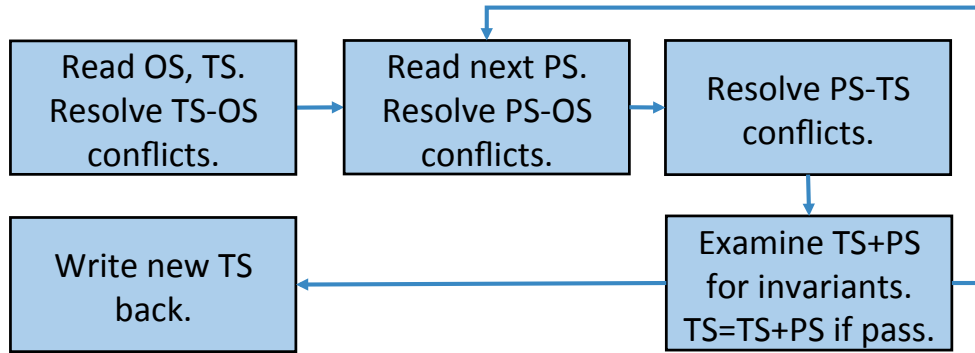 Read OS, TS.
Resolve TS-OS
conflicts.
Read next PS.
Resolve PS-OS
conflicts.
Resolve PS-TS
conflicts.
Examine TS+PS
for invariants.
TS=TS+PS if pass.
Write new TS
back.